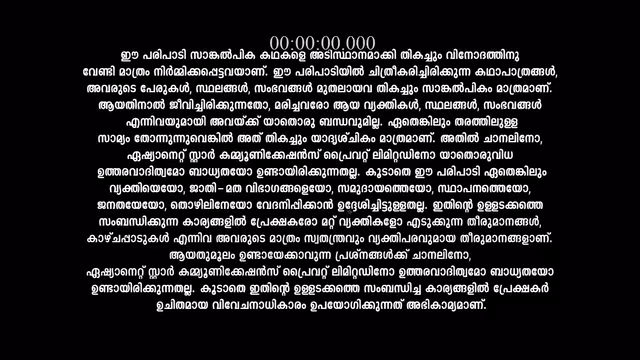 00:00:00.000
ഈ പരിപാടി സാങ്കൽപിക കഥകളെ അടിസ്ഥാനമാക്കി തികച്ചും വിനോദത്തിനു
വേണ്ടി മാത്രം നിർമ്മിക്കപ്പെട്ടവയാണ്. ഈ പരിപാടിയിൽ ചിത്രീകരിച്ചിരിക്കുന്ന കഥാപാത്രങ്ങൾ,
അവരുടെ പേരുകൾ, സ്ഥലങ്ങൾ, സംഭവങ്ങൾ മുതലായവ തികച്ചും സാങ്കൽപികം മാത്രമാണ്.
ആയതിനാൽ ജീവിച്ചിരിക്കുന്നതോ, മരിച്ചവരോ ആയ വ്യക്തികൾ, സ്ഥലങ്ങൾ, സംഭവങ്ങൾ
എന്നിവയുമായി അവയ്ക്ക് യാതൊരു ബന്ധവുമില്ല. ഏതെങ്കിലും തരത്തിലുള്ള
സാമ്യം തോന്നുന്നുവെങ്കിൽ അത് തികച്ചും യാദൃശ്ചികം മാത്രമാണ്. അതിൽ ചാനലിനോ,
ഏഷ്യാനെറ്റ് സ്റ്റാർ കമ്മ്യൂണിക്കേഷൻസ് പ്രൈവറ്റ് ലിമിറ്റഡിനോ യാതൊരുവിധ
ഉത്തരവാദിത്വമോ ബാധ്യതയോ ഉണ്ടായിരിക്കുന്നതല്ല. കൂടാതെ ഈ പരിപാടി ഏതെങ്കിലും
വ്യക്തിയെയോ, ജാതി-മത വിഭാഗങ്ങളെയോ, സമുദായത്തെയോ, സ്ഥാപനത്തെയോ,
ജനതയേയോ, തൊഴിലിനേയോ വേദനിപ്പിക്കാൻ ഉദ്ദേശിച്ചിട്ടുള്ളതല്ല. ഇതിന്റെ ഉള്ളടക്കത്തെ
സംബന്ധിക്കുന്ന കാര്യങ്ങളിൽ പ്രേക്ഷകരോ മറ്റ് വ്യക്തികളോ എടുക്കുന്ന തീരുമാനങ്ങൾ,
കാഴ്ചപ്പാടുകൾ എന്നിവ അവരുടെ മാത്രം സ്വതന്ത്രവും വ്യക്തിപരവുമായ തീരുമാനങ്ങളാണ്.
ആയതുമൂലം ഉണ്ടായേക്കാവുന്ന പ്രശ്നങ്ങൾക്ക് ചാനലിനോ,
ഏഷ്യാനെറ്റ് സ്റ്റാർ കമ്മ്യൂണിക്കേഷൻസ് പ്രൈവറ്റ് ലിമിറ്റഡിനോ ഉത്തരവാദിത്വമോ ബാധ്യതയോ
ഉണ്ടായിരിക്കുന്നതല്ല. കൂടാതെ ഇതിന്റെ ഉള്ളടക്കത്തെ സംബന്ധിച്ച കാര്യങ്ങളിൽ പ്രേക്ഷകർ
ഉചിതമായ വിവേചനാധികാരം ഉപയോഗിക്കുന്നത് അഭികാമ്യമാണ്.